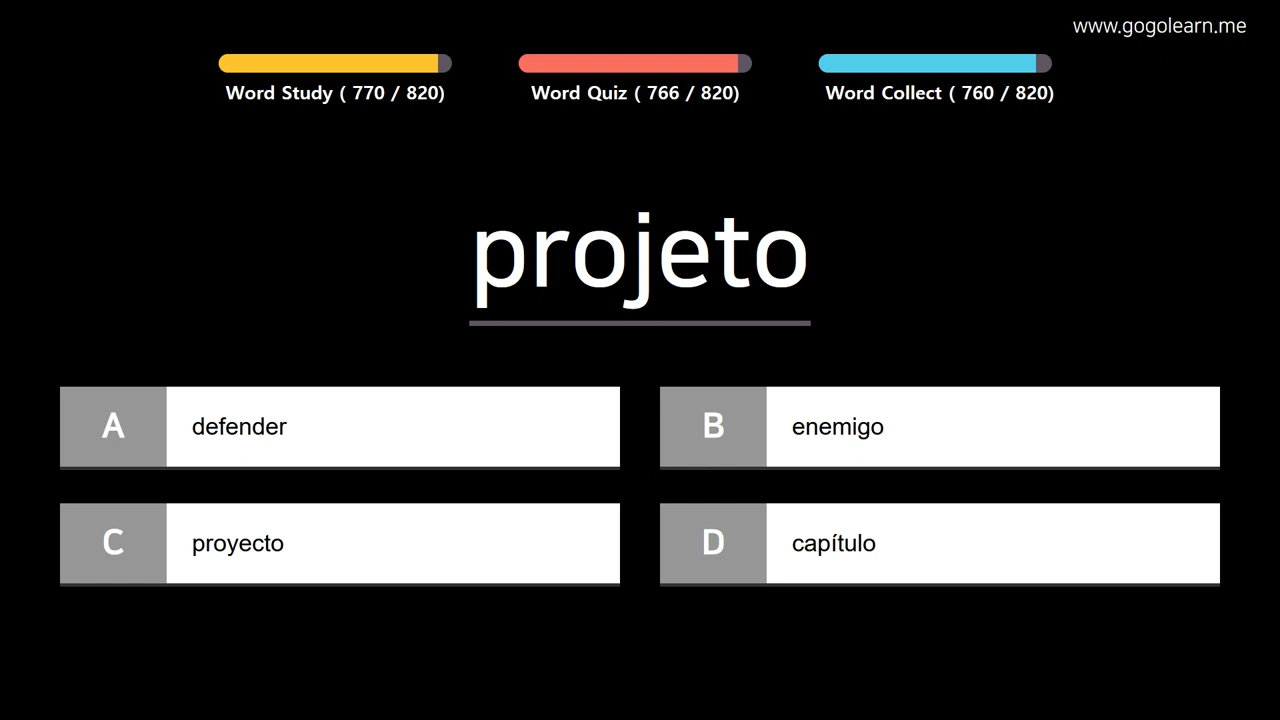 www.gogolearn.me
Word Study ( 770 / 820)
Word Quiz ( 766 / 820)
Word Collect ( 760 / 820)
projeto
A defender
B enemigo
C proyecto
D capítulo